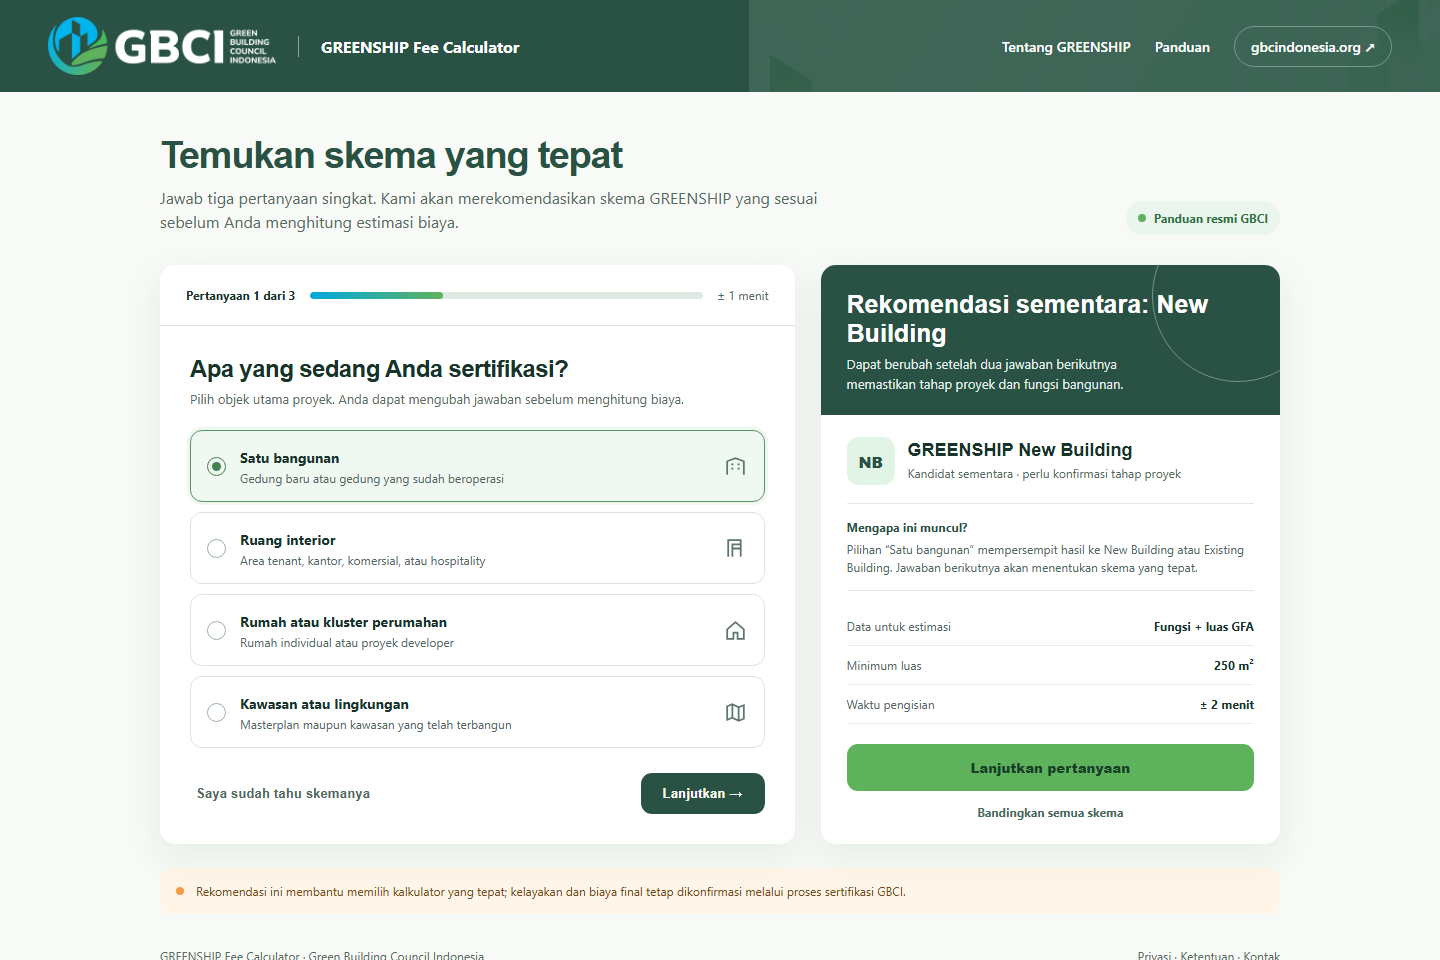 GBCI
GREEN
BUILDING
COUNCIL
INDONESIA
GREENSHIP Fee Calculator
Tentang GREENSHIP
Panduan
gbcindonesia.org ↗
Temukan skema yang tepat
Jawab tiga pertanyaan singkat. Kami akan merekomendasikan skema GREENSHIP yang sesuai
sebelum Anda menghitung estimasi biaya.
Panduan resmi GBCI
Pertanyaan 1 dari 3
± 1 menit
Apa yang sedang Anda sertifikasi?
Pilih objek utama proyek. Anda dapat mengubah jawaban sebelum menghitung biaya.
Satu bangunan
Gedung baru atau gedung yang sudah beroperasi
Ruang interior
Area tenant, kantor, komersial, atau hospitality
Rumah atau kluster perumahan
Rumah individual atau proyek developer
Kawasan atau lingkungan
Masterplan maupun kawasan yang telah terbangun
Saya sudah tahu skemanya
Lanjutkan →
Rekomendasi sementara: New
Building
Dapat berubah setelah dua jawaban berikutnya
memastikan tahap proyek dan fungsi bangunan.
NB
GREENSHIP New Building
Kandidat sementara · perlu konfirmasi tahap proyek
Mengapa ini muncul?
Pilihan “Satu bangunan” mempersempit hasil ke New Building atau Existing
Building. Jawaban berikutnya akan menentukan skema yang tepat.
Data untuk estimasi
Fungsi + luas GFA
Minimum luas
250 m²
Waktu pengisian
± 2 menit
Lanjutkan pertanyaan
Bandingkan semua skema
Rekomendasi ini membantu memilih kalkulator yang tepat; kelayakan dan biaya final tetap dikonfirmasi melalui proses sertifikasi GBCI.
GREENSHIP Fee Calculator · Green Building Council Indonesia
Privasi · Ketentuan · Kontak